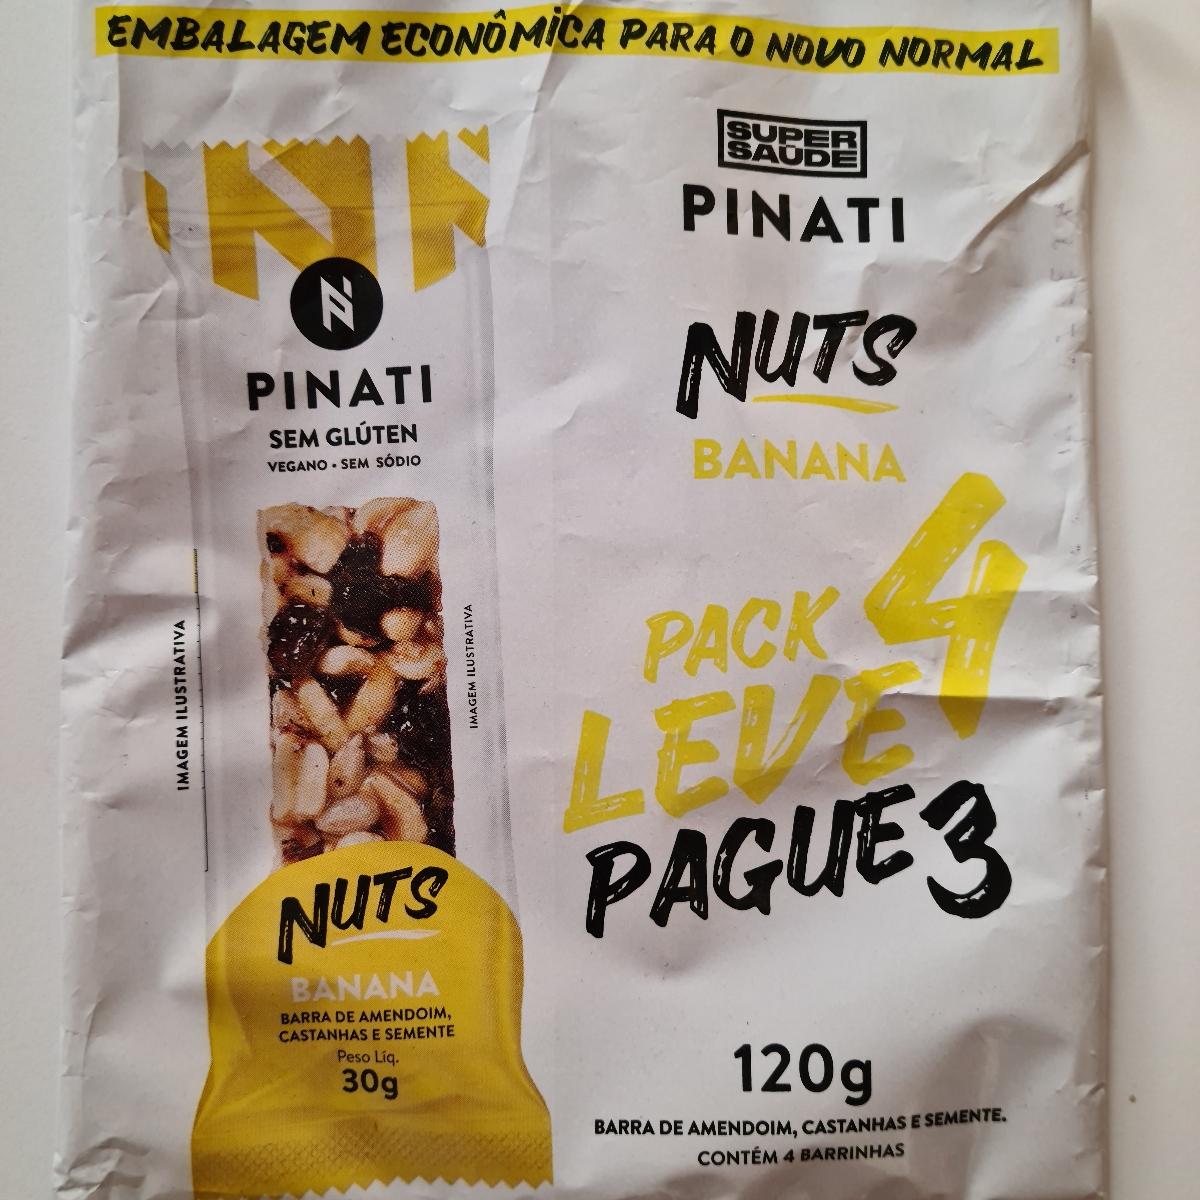 EMBALAGEM ECONÔMICA PARA O NOVO NORMAL
SUPER
SAÚDE
PINATI
NUTS
BANANA
PACK
LEVE 4
PAGUE 3
120g
BARRA DE AMENDOIM, CASTANHAS E SEMENTE.
CONTÉM 4 BARRINHAS
PINATI
SEM GLÚTEN
VEGANO • SEM SÓDIO
IMAGEM ILUSTRATIVA
IMAGEM ILUSTRATIVA
NUTS
BANANA
BARRA DE AMENDOIM,
CASTANHAS E SEMENTE
Peso Líq.
30g